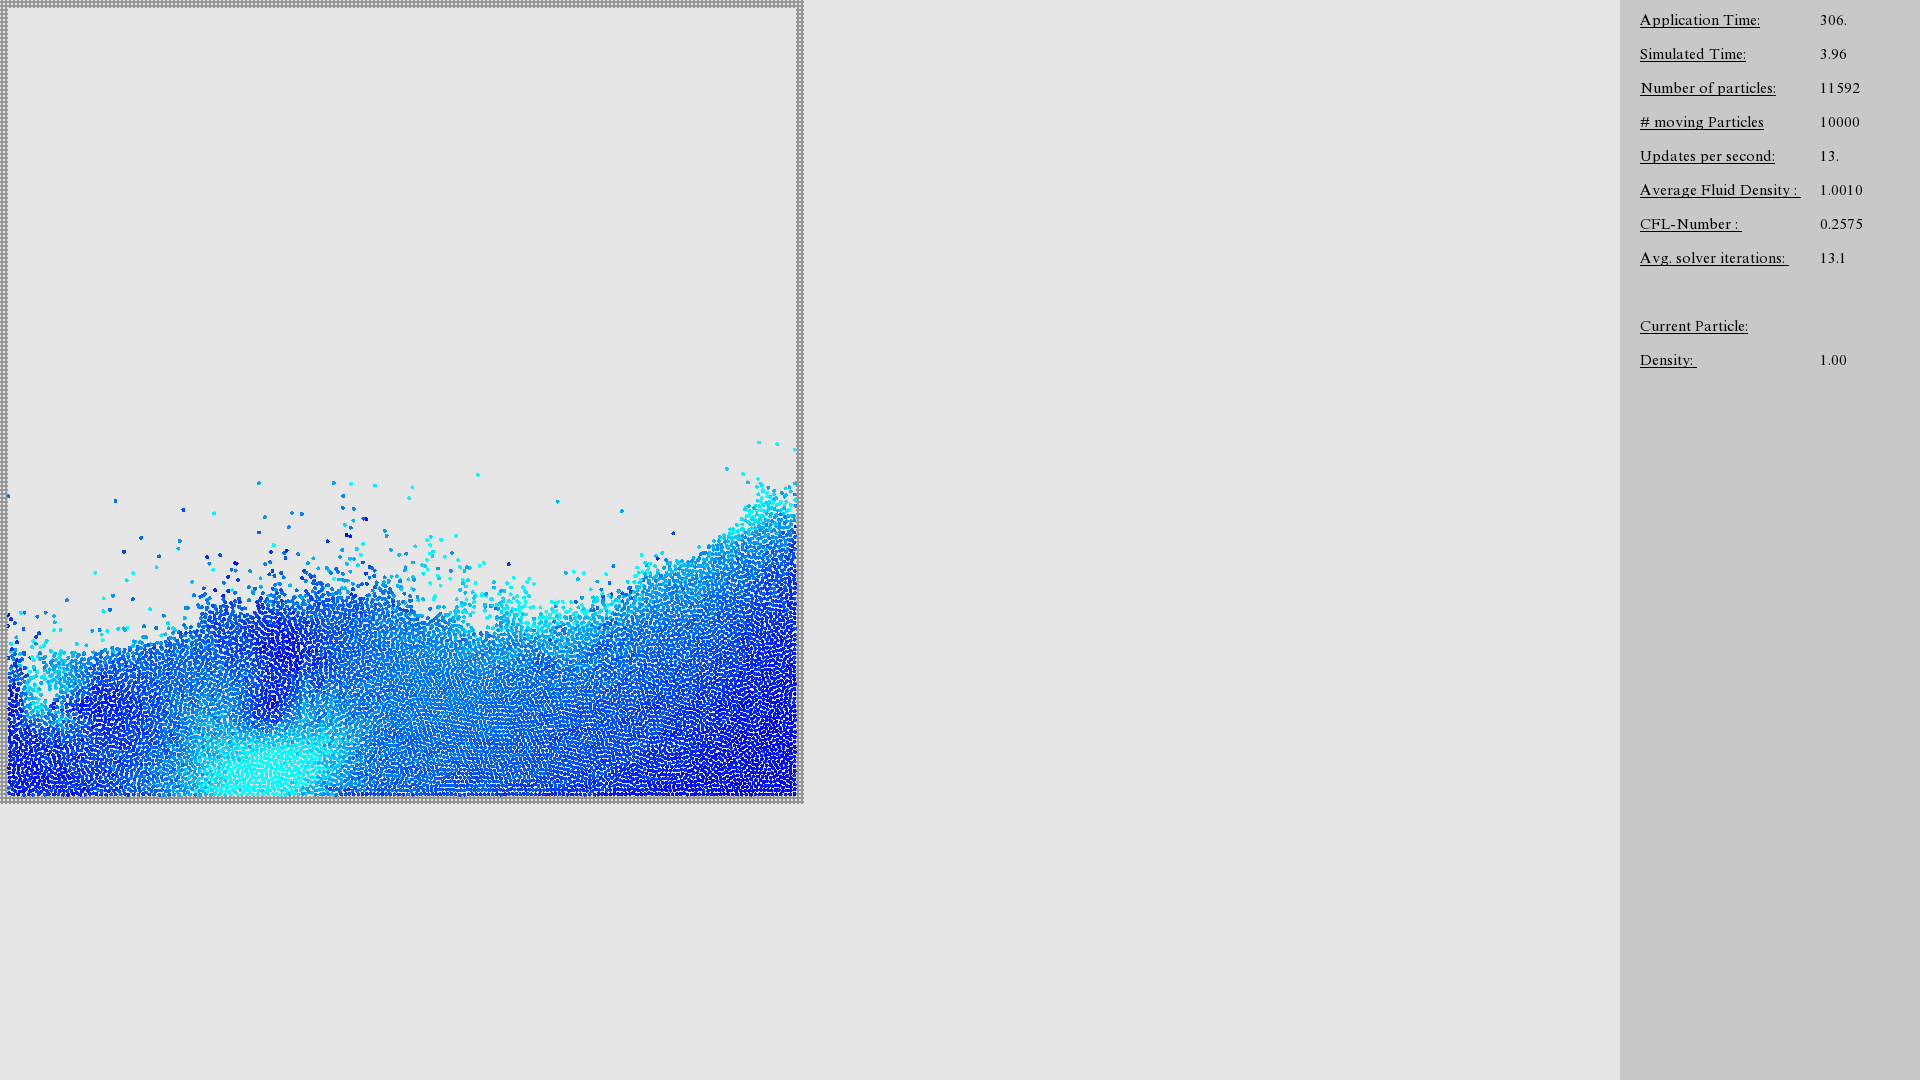 Application Time: 306.
Simulated Time: 3.96
Number of particles: 11592
# moving Particles 10000
Updates per second: 13.
Average Fluid Density : 1.0010
CFL-Number : 0.2575
Avg. solver iterations: 13.1
Current Particle:
Density: 1.00